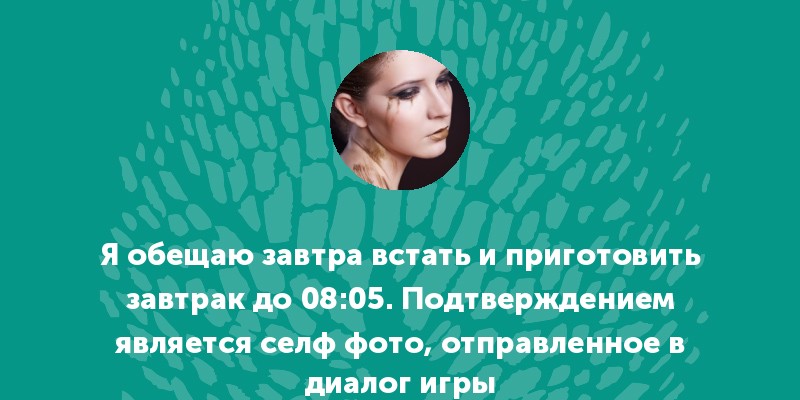 Я обещаю завтра встать и приготовить
завтрак до 08:05. Подтверждением
является селф фото, отправленное в
диалог игры